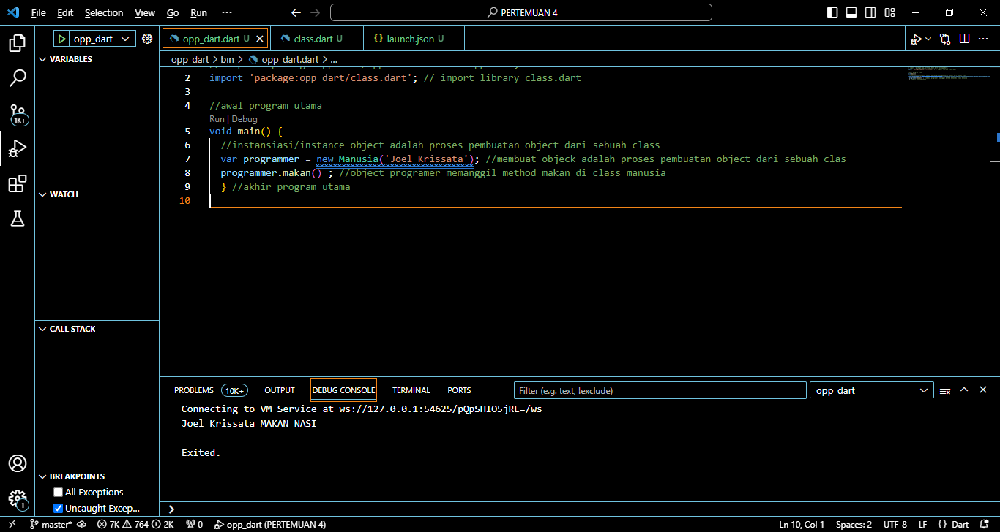 File Edit Selection View Go Run ··· PERTEMUAN 4
opp_dart
opp_dart.dart U class.dart U {} launch.json U
VARIABLES
opp_dart > bin > opp_dart.dart > ...
2 import 'package:opp_dart/class.dart'; // import library class.dart
3
4 //awal program utama
Run | Debug
5 void main() {
6 //instansiasi/instance object adalah proses pembuatan object dari sebuah class
7 var programmer = new Manusia('Joel Krissata'); //membuat objeck adalah proses pembuatan object dari sebuah clas
8 programmer.makan() ; //object programer memanggil method makan di class manusia
9 } //akhir program utama
10
1K+
WATCH
CALL STACK
PROBLEMS 10K+ OUTPUT DEBUG CONSOLE TERMINAL PORTS Filter (e.g. text, !exclude) opp_dart
Connecting to VM Service at ws://127.0.0.1:54625/pQpSHIO5jRE=/ws
Joel Krissata MAKAN NASI
Exited.
BREAKPOINTS
All Exceptions
Uncaught Excep...
1
master* 7K 764 2K 0 opp_dart (PERTEMUAN 4) Ln 10, Col 1 Spaces: 2 UTF-8 LF {} Dart